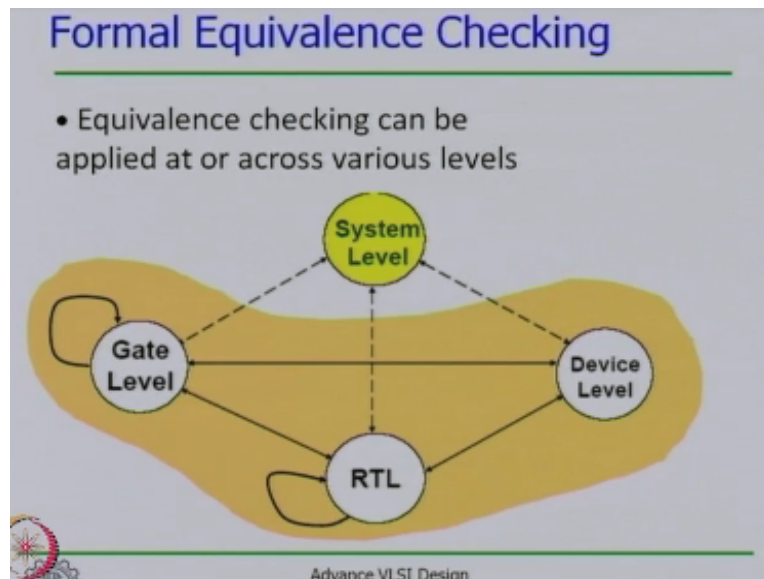 Formal Equivalence Checking
• Equivalence checking can be
applied at or across various levels
System
Level
Gate
Level
Device
Level
RTL
Advance VLSI Design